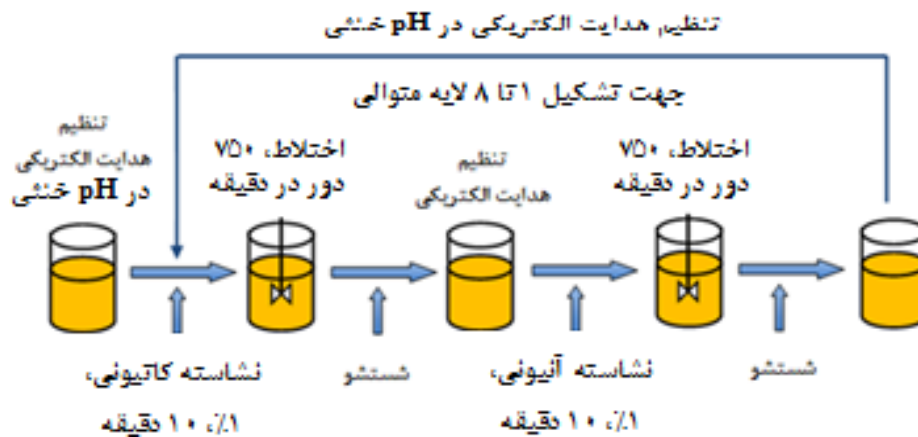 تنظیم هدایت الکتریکی در pH خنثی
جهت تشکیل ۱ تا ۸ لایه متوالی
تنظیم
هدایت الکتریکی
در pH خنثی
اختلاط، ۷۵۰
دور در دقیقه
تنظیم
هدایت الکتریکی
اختلاط، ۷۵۰
دور در دقیقه
نشاسته کاتیونی،
۱٪، ۱۰ دقیقه
شستشو
نشاسته آنیونی،
۱٪، ۱۰ دقیقه
شستشو